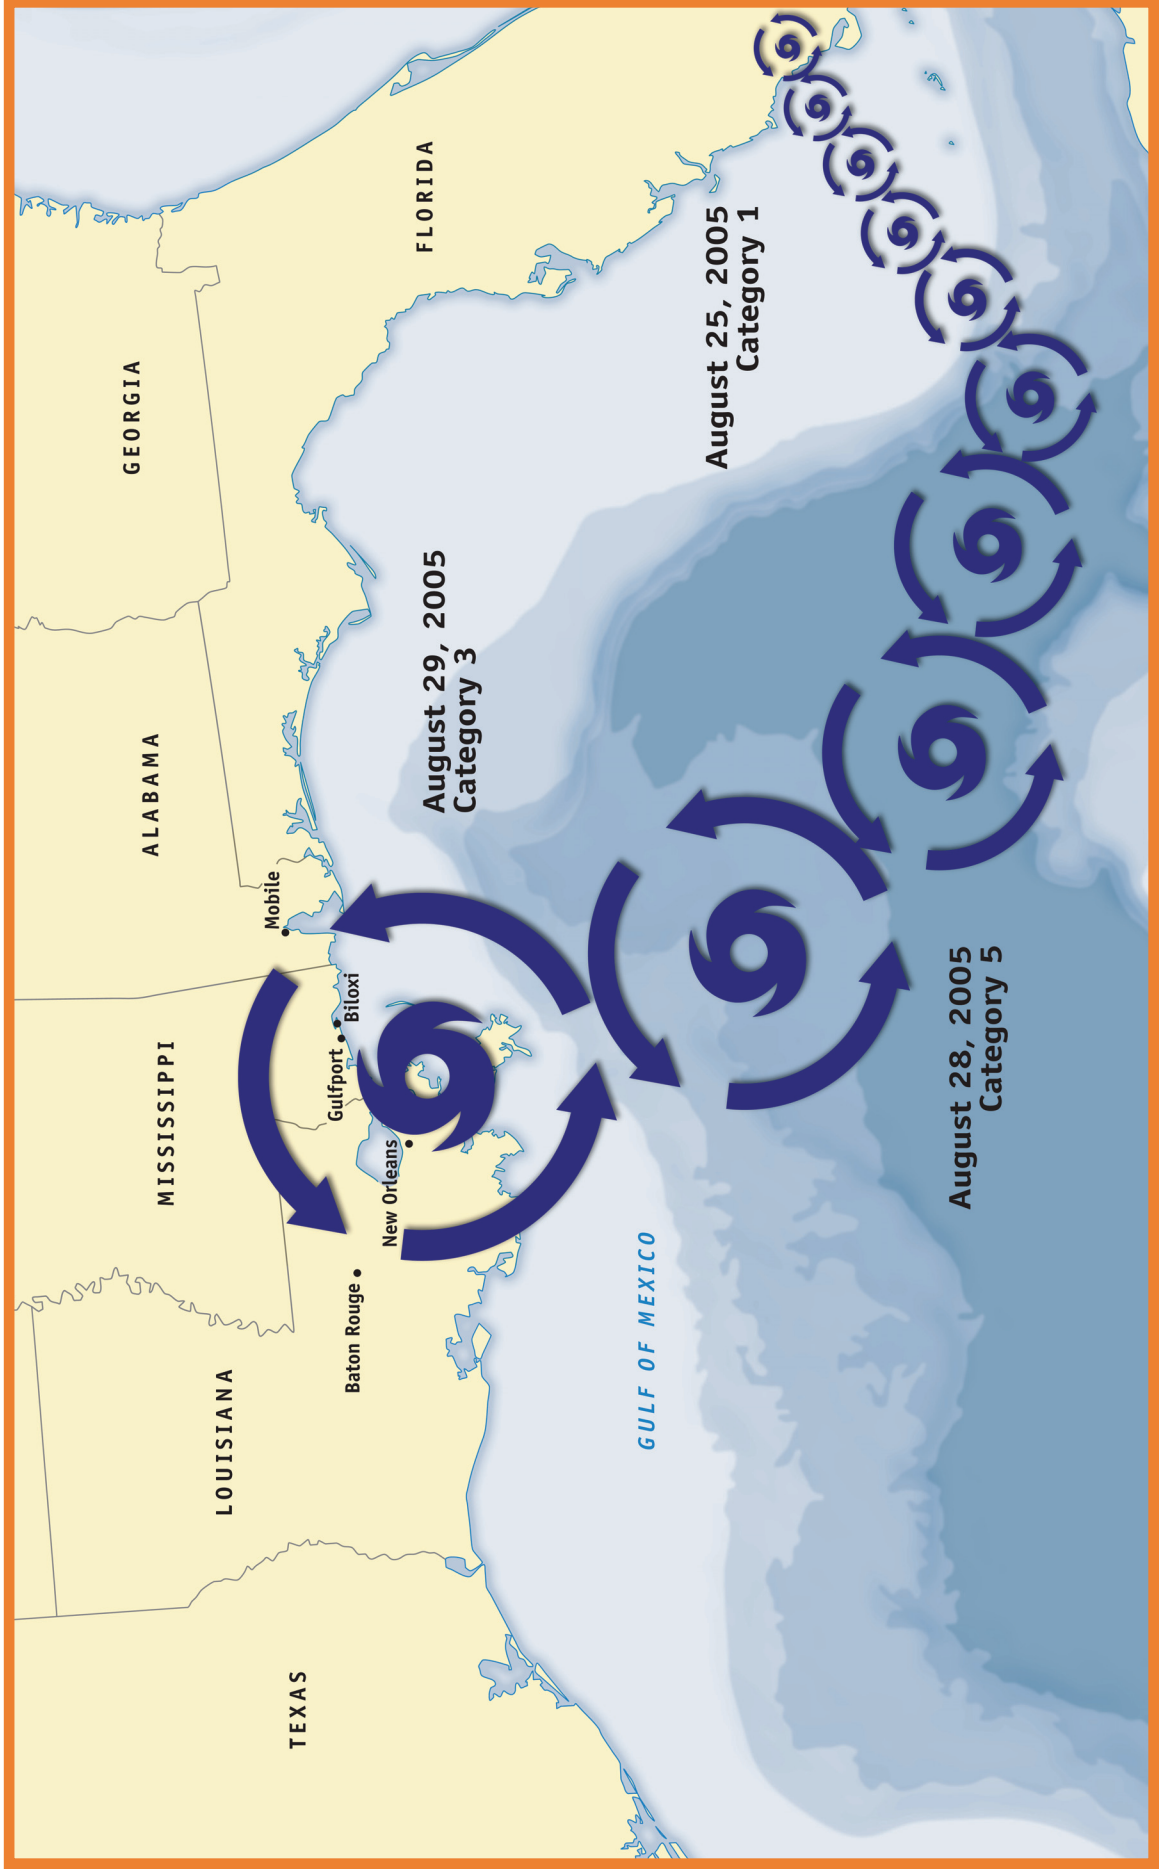 TEXAS
LOUISIANA
MISSISSIPPI
ALABAMA
GEORGIA
FLORIDA
Mobile
Biloxi
Gulfport
New Orleans
Baton Rouge
GULF OF MEXICO
August 29, 2005
Category 3
August 25, 2005
Category 1
August 28, 2005
Category 5